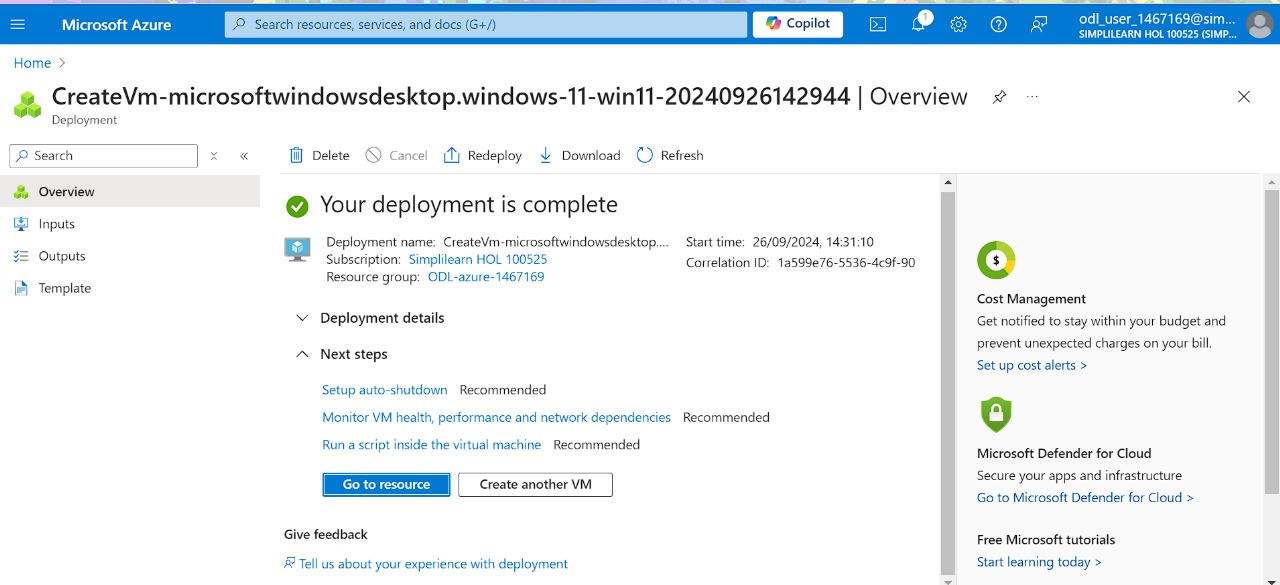 Microsoft Azure
Search resources, services, and docs (G+/)
Copilot
1
odl_user_1467169@sim...
SIMPLILEARN HOL 100525 (SIMP...
Home >
CreateVm-microsoftwindowsdesktop.windows-11-win11-20240926142944 | Overview
Deployment
Search
Delete
Cancel
Redeploy
Download
Refresh
Overview
Inputs
Outputs
Template
Your deployment is complete
Deployment name: CreateVm-microsoftwindowsdesktop....
Subscription: Simplilearn HOL 100525
Resource group: ODL-azure-1467169
Start time: 26/09/2024, 14:31:10
Correlation ID: 1a599e76-5536-4c9f-90
Deployment details
Next steps
Setup auto-shutdown Recommended
Monitor VM health, performance and network dependencies Recommended
Run a script inside the virtual machine Recommended
Go to resource
Create another VM
Give feedback
Tell us about your experience with deployment
$
Cost Management
Get notified to stay within your budget and
prevent unexpected charges on your bill.
Set up cost alerts >
Microsoft Defender for Cloud
Secure your apps and infrastructure
Go to Microsoft Defender for Cloud >
Free Microsoft tutorials
Start learning today >